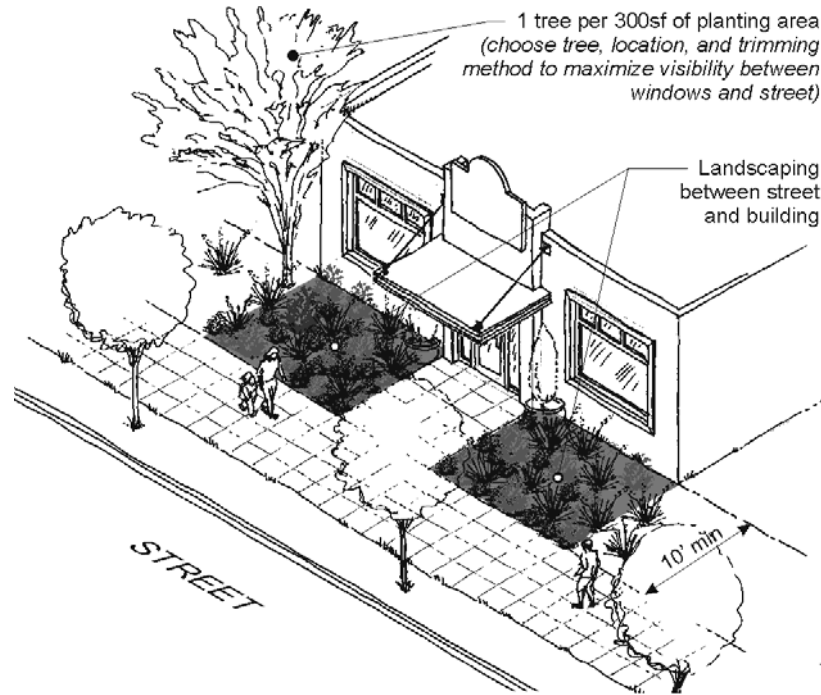 1 tree per 300sf of planting area
(choose tree, location, and trimming
method to maximize visibility between
windows and street)
Landscaping
between street
and building
10' min
STREET